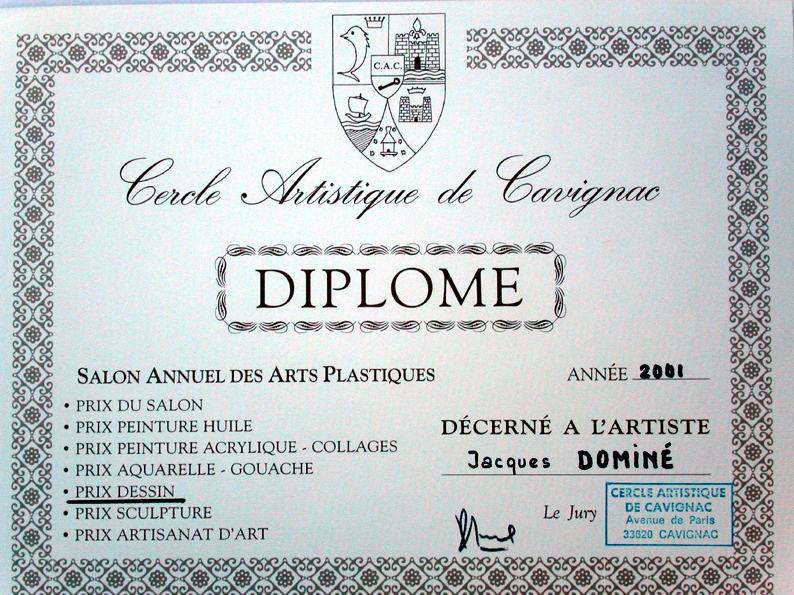 C.A.C.
Cercle Artistique de Cavignac
DIPLOME
SALON ANNUEL DES ARTS PLASTIQUES
ANNÉE 2001
• PRIX DU SALON
• PRIX PEINTURE HUILE
• PRIX PEINTURE ACRYLIQUE - COLLAGES
• PRIX AQUARELLE - GOUACHE
• PRIX DESSIN
• PRIX SCULPTURE
• PRIX ARTISANAT D'ART
DÉCERNÉ A L'ARTISTE
Jacques DOMINÉ
Le Jury
CERCLE ARTISTIQUE
DE CAVIGNAC
Avenue de Paris
33620 CAVIGNAC